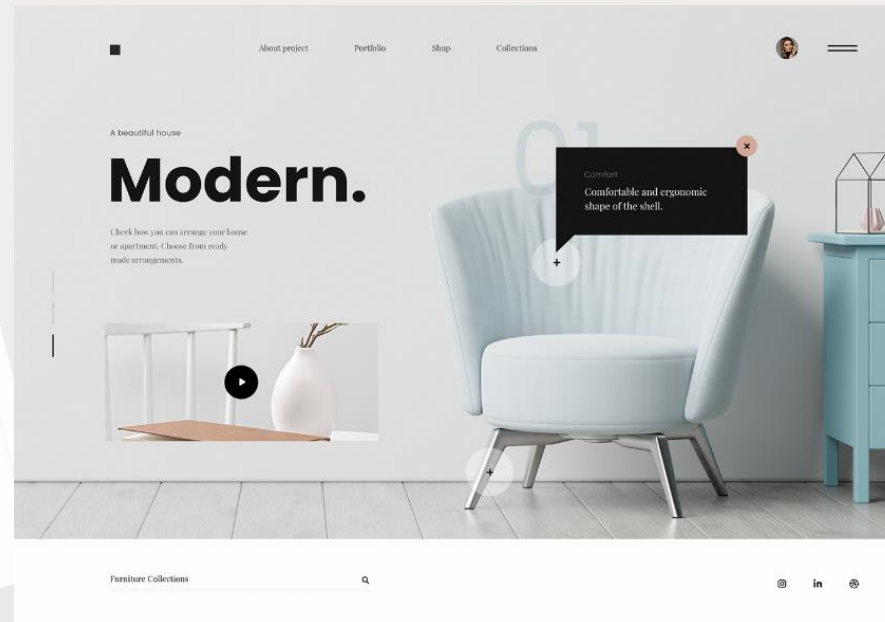 About project
Portfolio
Shop
Collections
A beautiful house
Modern.
Check how you can arrange your house
or apartment. Choose from ready
made arrangements.
01
Comfort
Comfortable and ergonomic
shape of the shell.
Furniture Collections
in